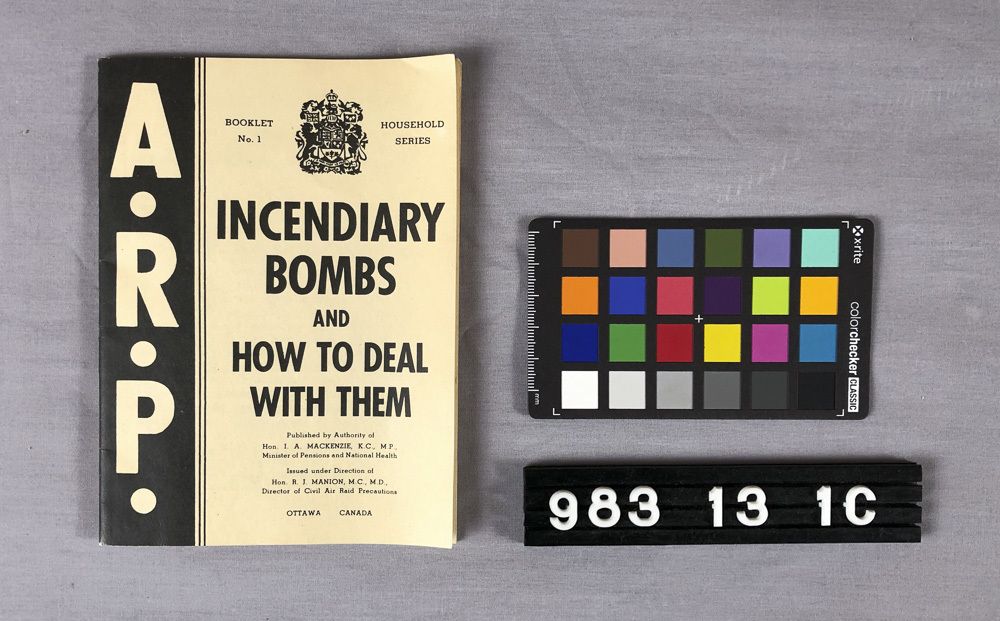 A.R.P.
BOOKLET
No. 1
HOUSEHOLD
SERIES
INCENDIARY
BOMBS
AND
HOW TO DEAL
WITH THEM
Published by Authority of
Hon. I. A. MACKENZIE, K.C., M.P.,
Minister of Pensions and National Health
Issued under Direction of
Hon. R. J. MANION, M.C., M.D.,
Director of Civil Air Raid Precautions
OTTAWA CANADA
x-rite
colorchecker CLASSIC
mm
983 13 1C